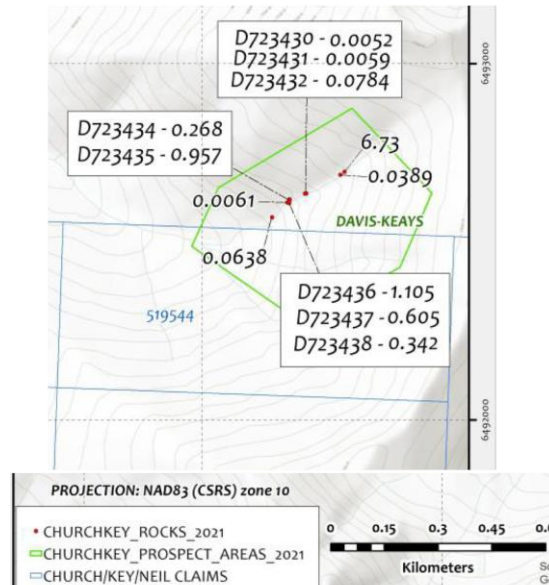 D723430 - 0.0052
D723431 - 0.0059
D723432 - 0.0784
6493000
D723434 - 0.268
D723435 - 0.957
6.73
0.0389
0.0061
DAVIS-KEAYS
0.0638
D723436 - 1.105
D723437 - 0.605
D723438 - 0.342
519544
6492000
PROJECTION: NAD83 (CSRS) zone 10
CHURCHKEY_ROCKS_2021
CHURCHKEY_PROSPECT_AREAS_2021
CHURCH/KEY/NEIL CLAIMS
0 0.15 0.3 0.45
Kilometers